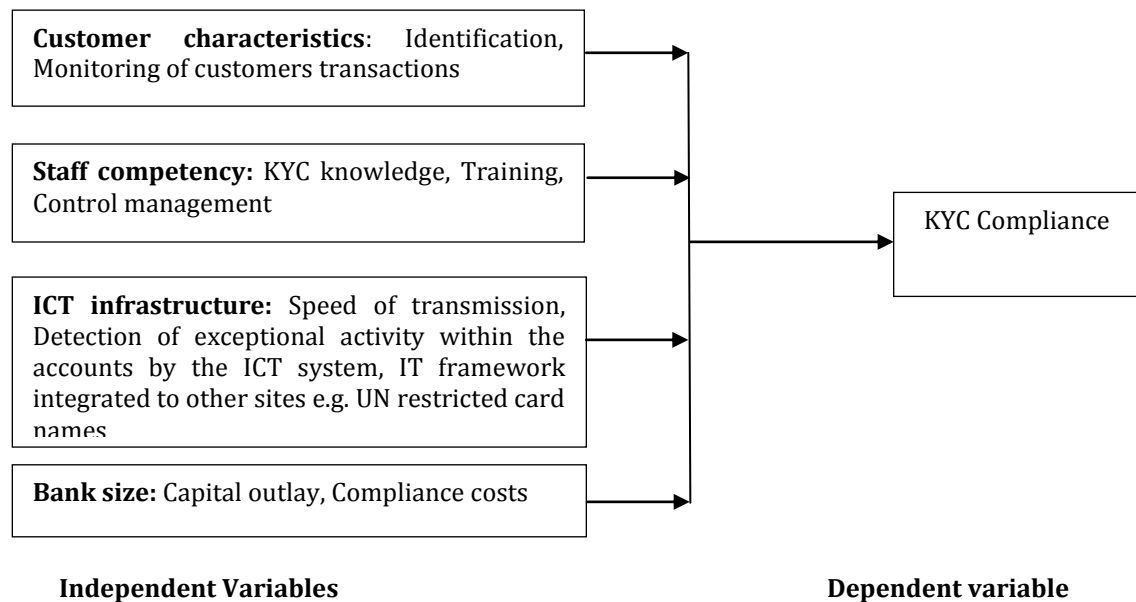 Customer characteristics: Identification,
Monitoring of customers transactions
Staff competency: KYC knowledge, Training,
Control management
KYC Compliance
ICT infrastructure: Speed of transmission,
Detection of exceptional activity within the
accounts by the ICT system, IT framework
integrated to other sites e.g. UN restricted card
names
Bank size: Capital outlay, Compliance costs
Independent Variables
Dependent variable